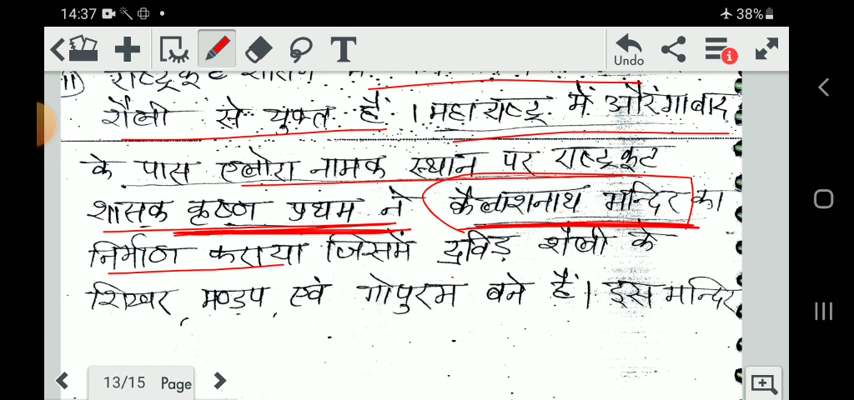 14:37
38%
Undo
शैली से युक्त है । महाराष्ट्र में औरंगाबाद
के पास एलोरा नामक स्थान पर राष्ट्रकूट
शासक कृष्ण प्रथम ने कैलाशनाथ मन्दिर का
निर्माण कराया जिसमें द्रविड़ शैली के
शिखर, मण्डप, एवं गोपुरम बने हैं । इस मन्दिर
13/15 Page